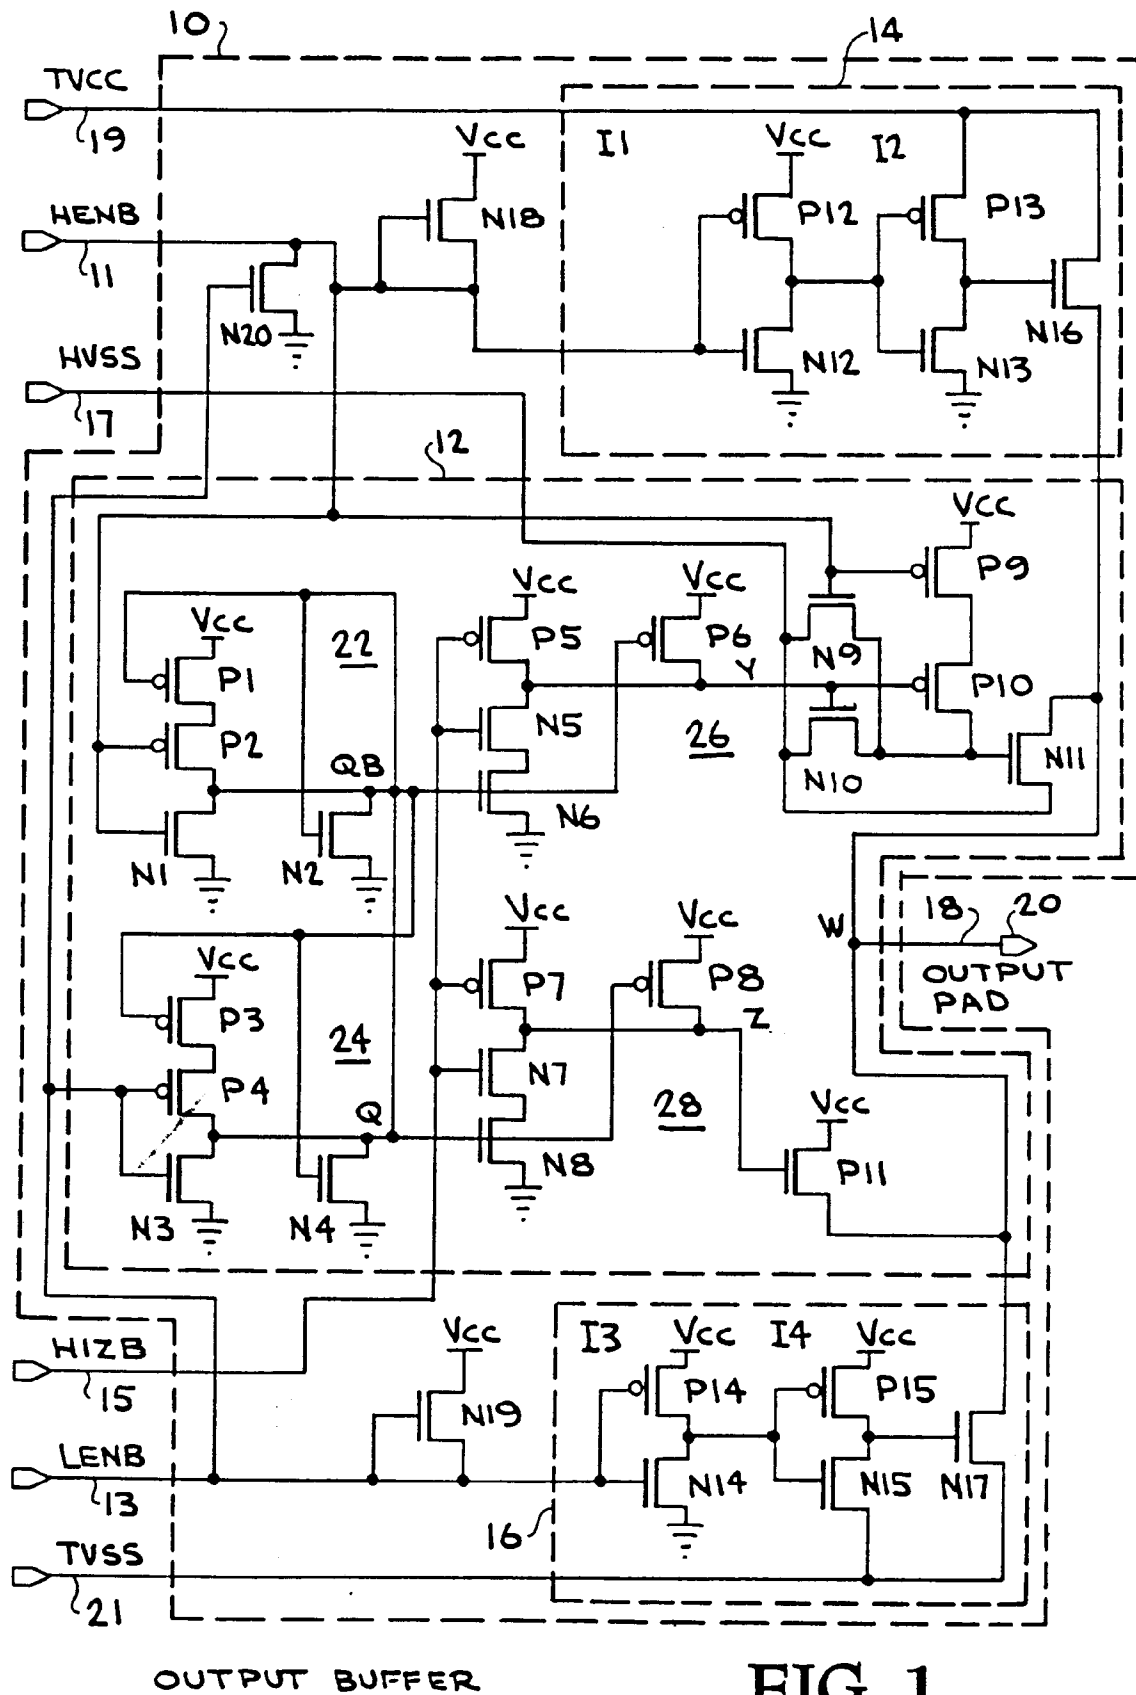 10
14
TVCC
19
VCC
I1
VCC
I2
N18
P12
P13
HENB
11
N20
N12
N13
N16
HVSS
17
12
VCC
P9
VCC
P5
VCC
P6
Y
N9
P10
VCC
22
P1
P2
QB
N5
26
N10
N11
N6
N1
N2
VCC
VCC
W
18
20
OUTPUT
PAD
VCC
P7
P8
Z
P3
24
P4
N7
28
VCC
Q
N8
P11
N3
N4
HIZB
15
VCC
I3
VCC
I4
VCC
P14
P15
N19
LENB
13
N14
N15
N17
16
TVSS
21
OUTPUT BUFFER
FIG. 1